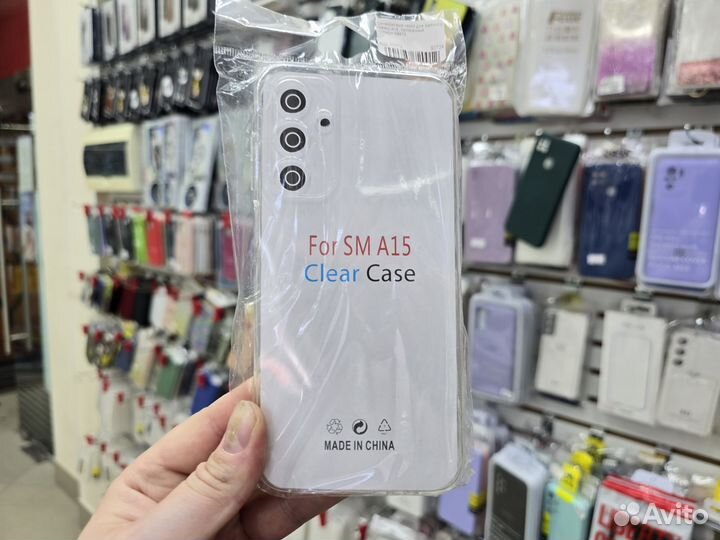 For SM A15
Clear Case
MADE IN CHINA
Avito